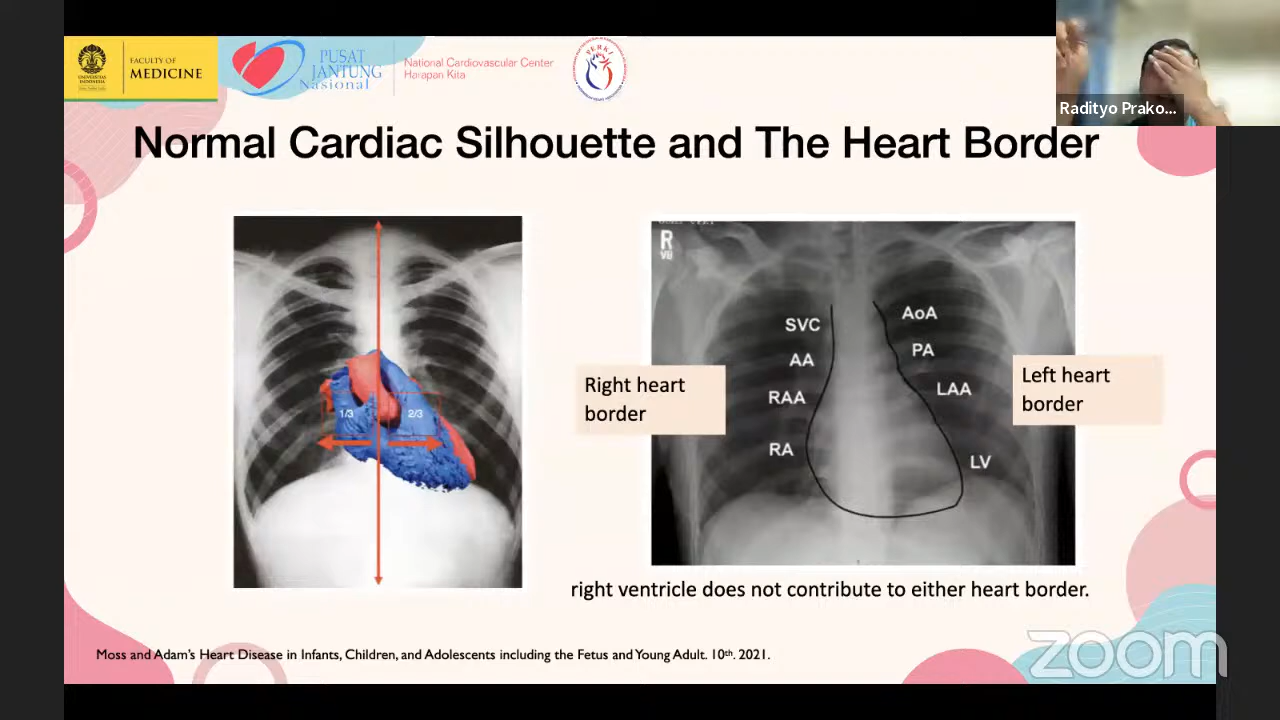 FACULTY OF
MEDICINE
UNIVERSITAS
INDONESIA
PUSAT
JANTUNG
Nasional
National Cardiovascular Center
Harapan Kita
PERKI
Radityo Prako...
Normal Cardiac Silhouette and The Heart Border
1/3
2/3
R
SVC
AA
RAA
RA
AoA
PA
LAA
LV
Right heart
border
Left heart
border
right ventricle does not contribute to either heart border.
Moss and Adam's Heart Disease in Infants, Children, and Adolescents including the Fetus and Young Adult. 10th. 2021.
zoom